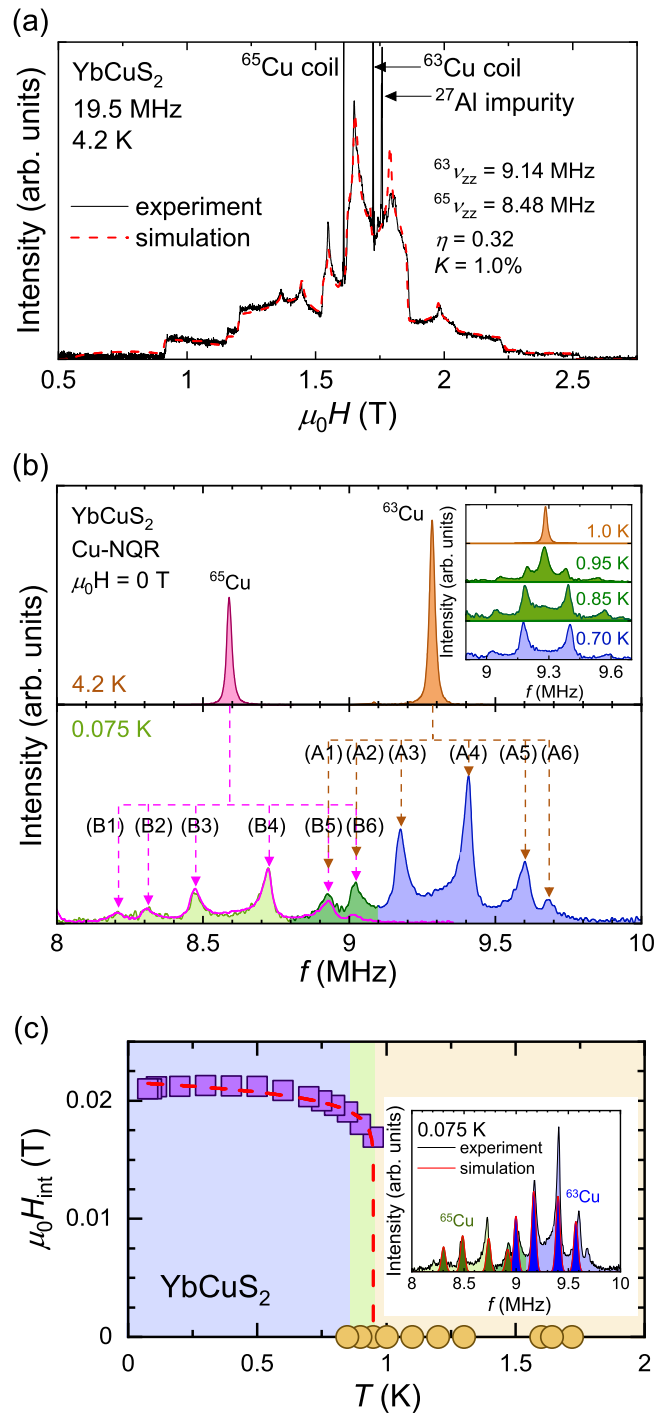 (a)
YbCuS2
19.5 MHz
4.2 K
experiment
simulation
65Cu coil
63Cu coil
27Al impurity
63νzz = 9.14 MHz
65νzz = 8.48 MHz
η = 0.32
K = 1.0%
Intensity (arb. units)
0.5 1 1.5 2 2.5
μ0H (T)
(b)
YbCuS2
Cu-NQR
μ0H = 0 T
65Cu
63Cu
4.2 K
1.0 K
0.95 K
0.85 K
0.70 K
Intensity (arb. units)
9 9.3 9.6
f (MHz)
0.075 K
(A1) (A2) (A3) (A4) (A5) (A6)
(B1) (B2) (B3) (B4) (B5) (B6)
Intensity (arb. units)
8 8.5 9 9.5 10
f (MHz)
(c)
0.02
0.01
0
μ0Hint (T)
YbCuS2
0.075 K
experiment
simulation
65Cu
63Cu
Intensity (arb. units)
8 8.5 9 9.5 10
f (MHz)
0 0.5 1 1.5 2
T (K)